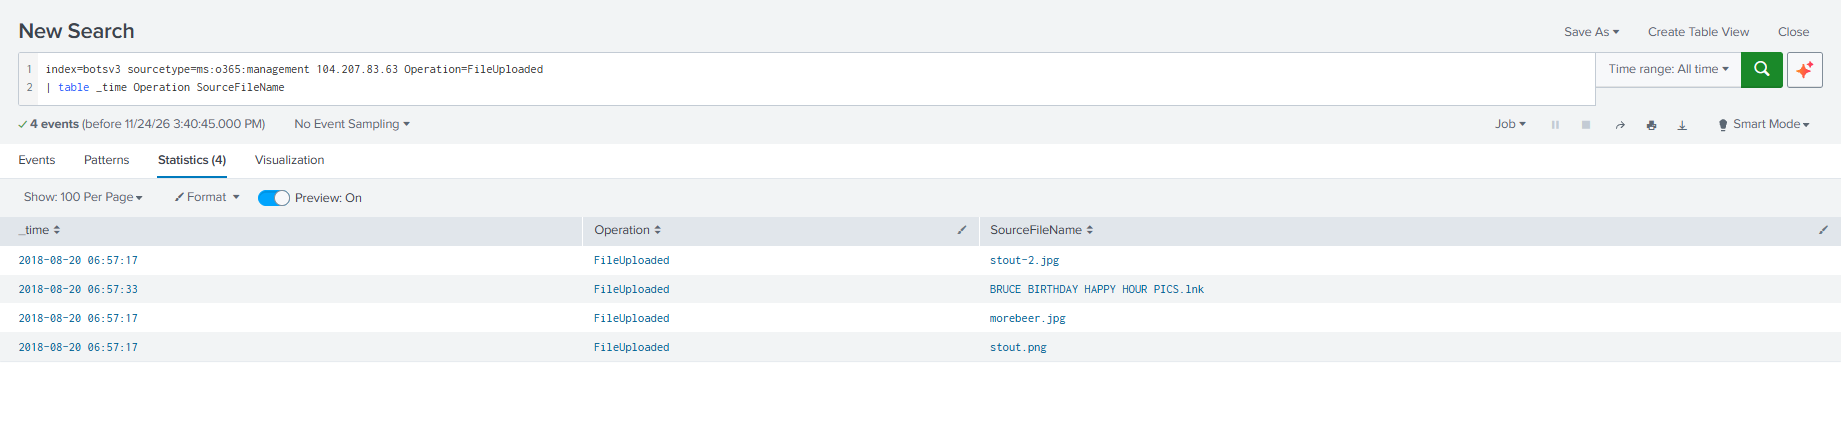 New Search
Save As Create Table View Close
1 index=botsv3 sourcetype=ms:o365:management 104.207.83.63 Operation=FileUploaded
2 | table _time Operation SourceFileName
Time range: All time
4 events (before 11/24/26 3:40:45.000 PM) No Event Sampling
Job Smart Mode
Events Patterns Statistics (4) Visualization
Show: 100 Per Page Format Preview: On
_time Operation SourceFileName
2018-08-20 06:57:17 FileUploaded stout-2.jpg
2018-08-20 06:57:33 FileUploaded BRUCE BIRTHDAY HAPPY HOUR PICS.lnk
2018-08-20 06:57:17 FileUploaded morebeer.jpg
2018-08-20 06:57:17 FileUploaded stout.png